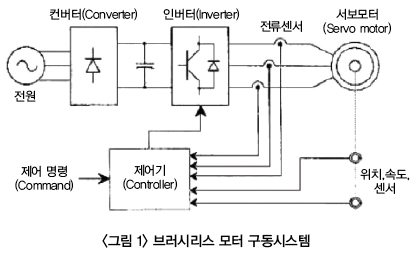 컨버터(Converter)
인버터(Inverter)
전류센서
서보모터
(Servo motor)
전원
제어 명령
(Command)
제어기
(Controller)
위치,속도,
센서
<그림 1> 브러시리스 모터 구동시스템